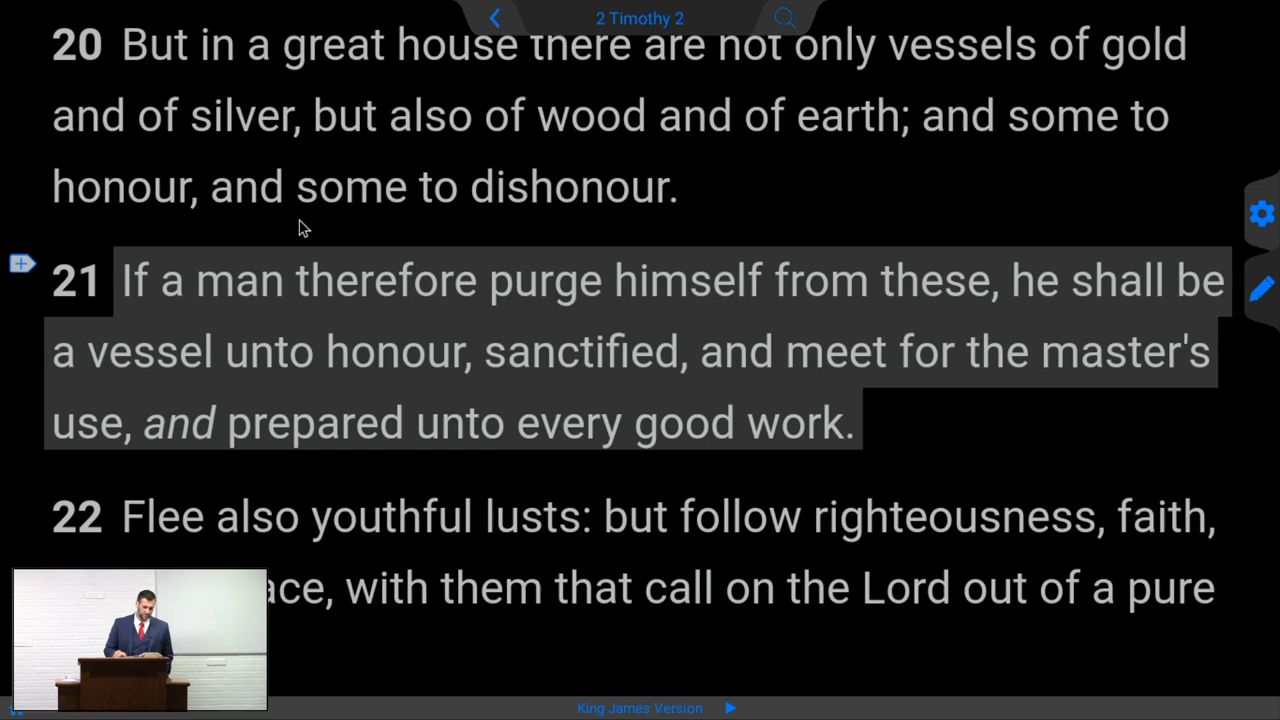 2 Timothy 2
20 But in a great house there are not only vessels of gold
and of silver, but also of wood and of earth; and some to
honour, and some to dishonour.
21 If a man therefore purge himself from these, he shall be
a vessel unto honour, sanctified, and meet for the master's
use, and prepared unto every good work.
22 Flee also youthful lusts: but follow righteousness, faith,
ace, with them that call on the Lord out of a pure
King James Version